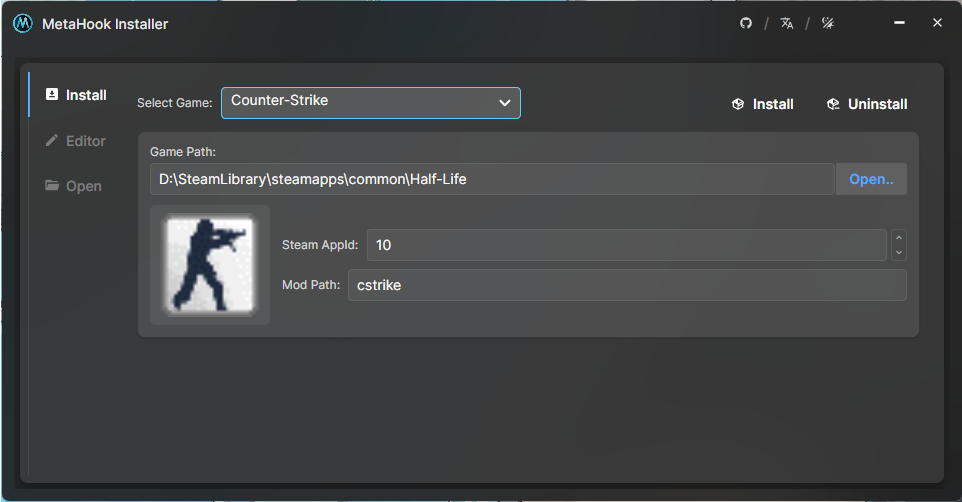 MetaHook Installer
Install
Editor
Open
Select Game: Counter-Strike
Install Uninstall
Game Path:
D:\SteamLibrary\steamapps\common\Half-Life Open..
Steam AppId: 10
Mod Path: cstrike